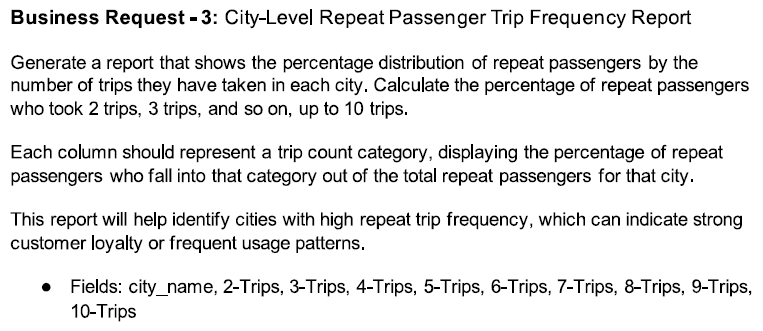 Business Request - 3: City-Level Repeat Passenger Trip Frequency Report
Generate a report that shows the percentage distribution of repeat passengers by the
number of trips they have taken in each city. Calculate the percentage of repeat passengers
who took 2 trips, 3 trips, and so on, up to 10 trips.
Each column should represent a trip count category, displaying the percentage of repeat
passengers who fall into that category out of the total repeat passengers for that city.
This report will help identify cities with high repeat trip frequency, which can indicate strong
customer loyalty or frequent usage patterns.
● Fields: city_name, 2-Trips, 3-Trips, 4-Trips, 5-Trips, 6-Trips, 7-Trips, 8-Trips, 9-Trips,
10-Trips